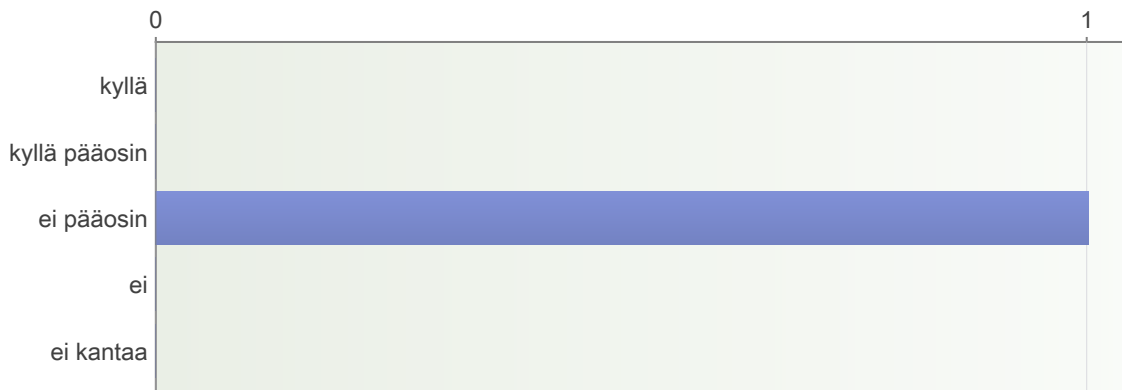 0 1
kyllä
kyllä pääosin
ei pääosin
ei
ei kantaa